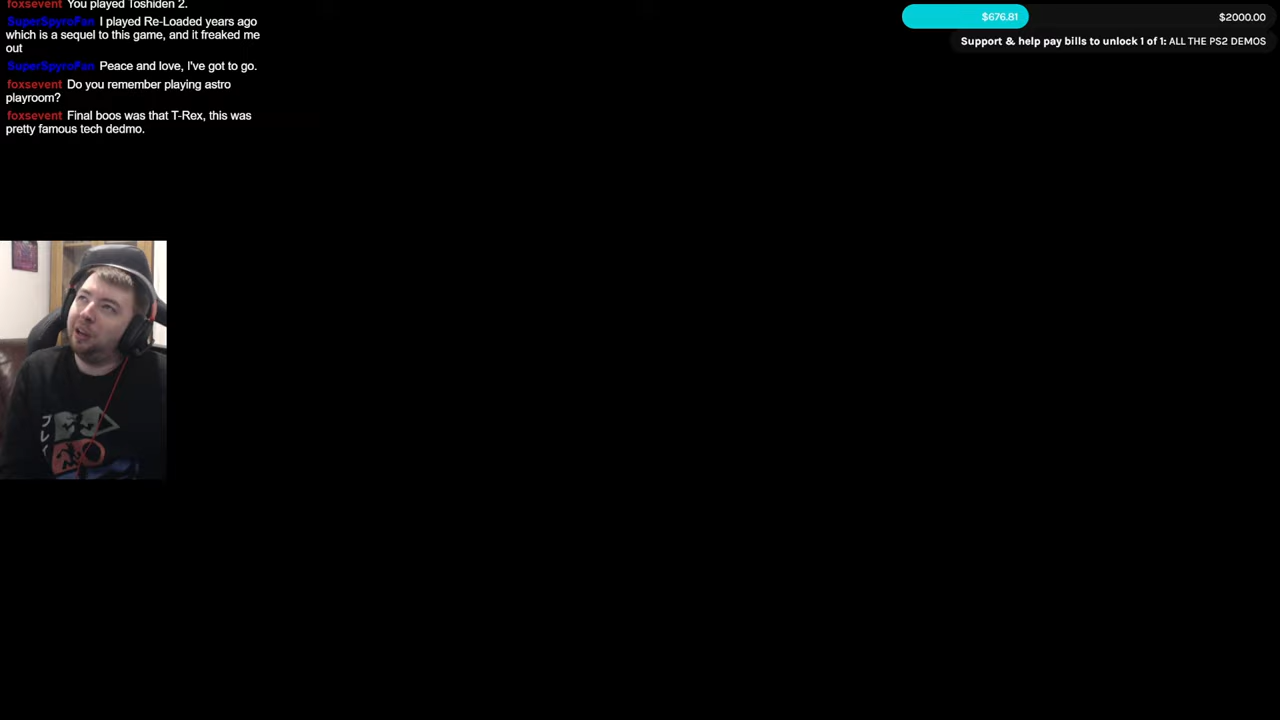 foxsevent You played Toshiden 2.
SuperSpyroFan I played Re-Loaded years ago
which is a sequel to this game, and it freaked me
out
SuperSpyroFan Peace and love, I've got to go.
foxsevent Do you remember playing astro
playroom?
foxsevent Final boos was that T-Rex, this was
pretty famous tech dedmo.
$676.81
$2000.00
Support & help pay bills to unlock 1 of 1: ALL THE PS2 DEMOS
プレイ